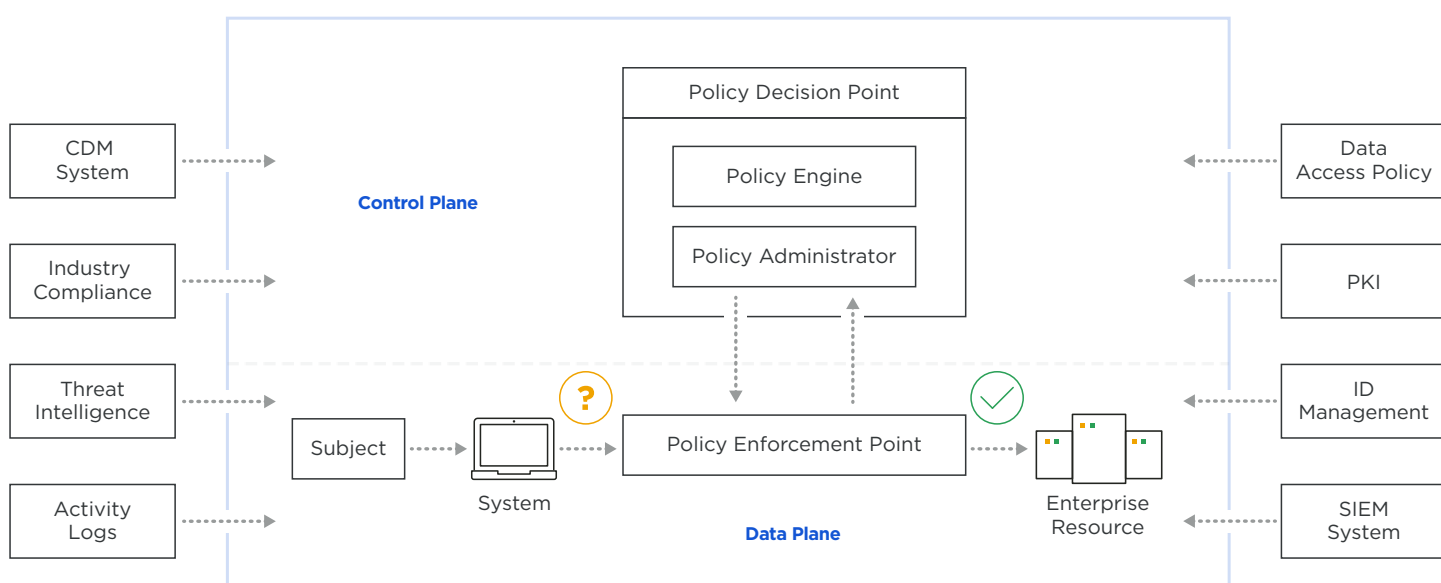 CDM
System
Industry
Compliance
Threat
Intelligence
Activity
Logs
Control Plane
Policy Decision Point
Policy Engine
Policy Administrator
Subject
System
?
Policy Enforcement Point
Enterprise
Resource
Data Plane
Data
Access Policy
PKI
ID
Management
SIEM
System